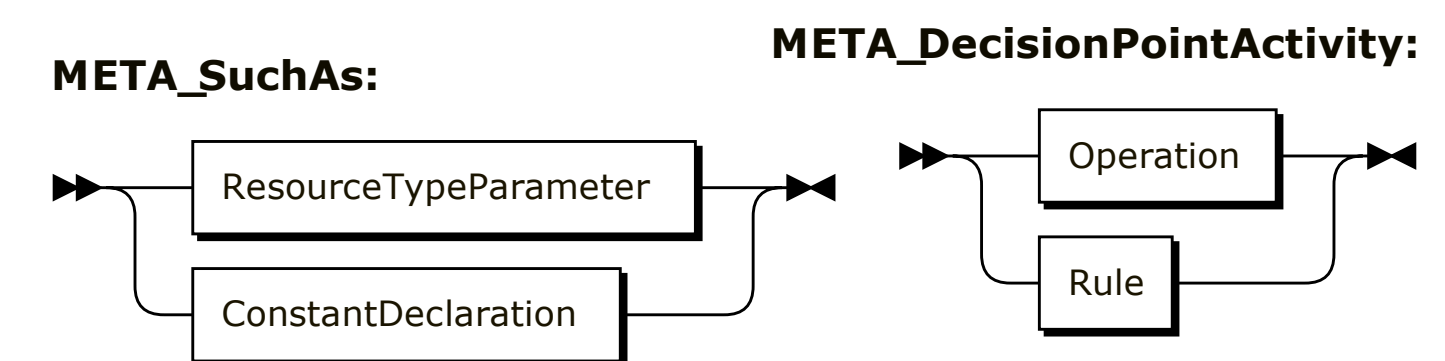 META_SuchAs:
ResourceTypeParameter
ConstantDeclaration
META_DecisionPointActivity:
Operation
Rule